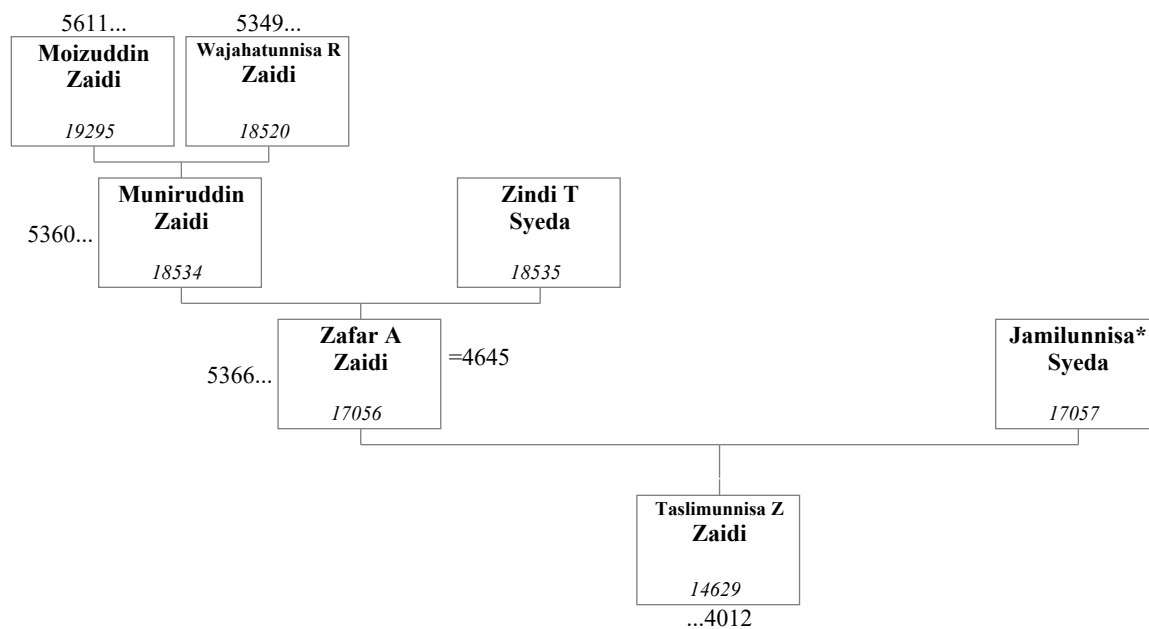 5611...
5349...
Moizuddin
Zaidi
19295
Wajahatunnisa R
Zaidi
18520
5360...
Muniruddin
Zaidi
18534
Zindi T
Syeda
18535
5366...
Zafar A
Zaidi
17056
=4645
Jamilunnisa*
Syeda
17057
Taslimunnisa Z
Zaidi
14629
...4012